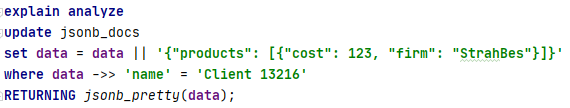 explain analyze
update jsonb_docs
set data = data || '{"products": [{"cost": 123, "firm": "StrahBes"}]}'
where data ->> 'name' = 'Client 13216'
RETURNING jsonb_pretty(data);